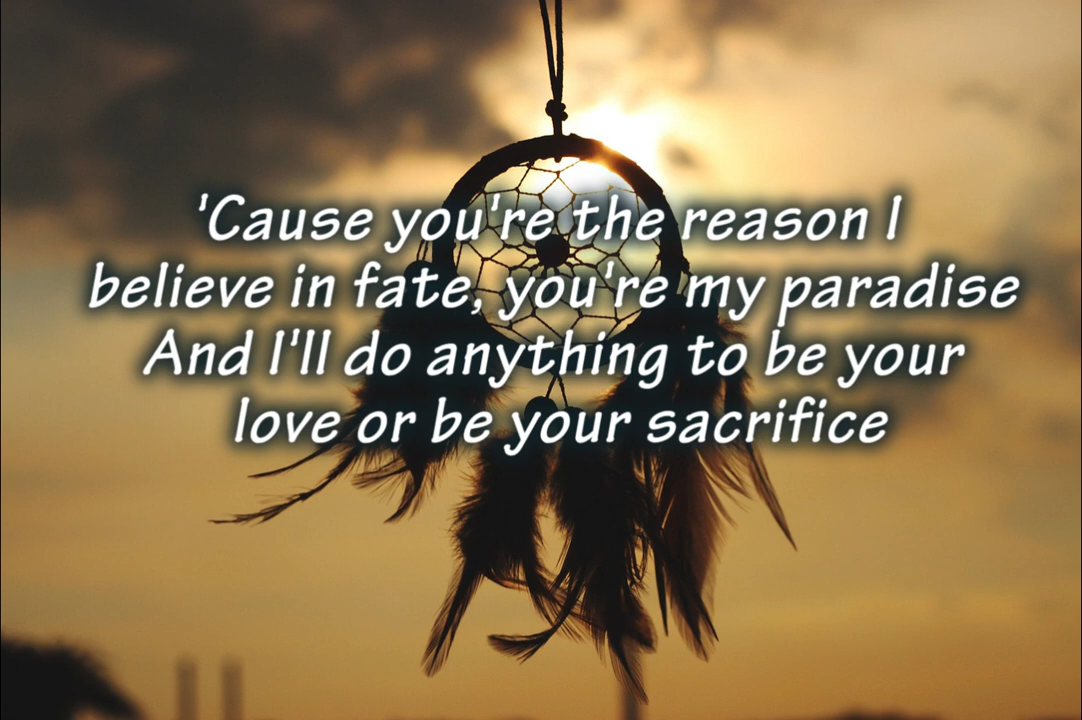 'Cause you're the reason I
believe in fate, you're my paradise
And I'll do anything to be your
love or be your sacrifice